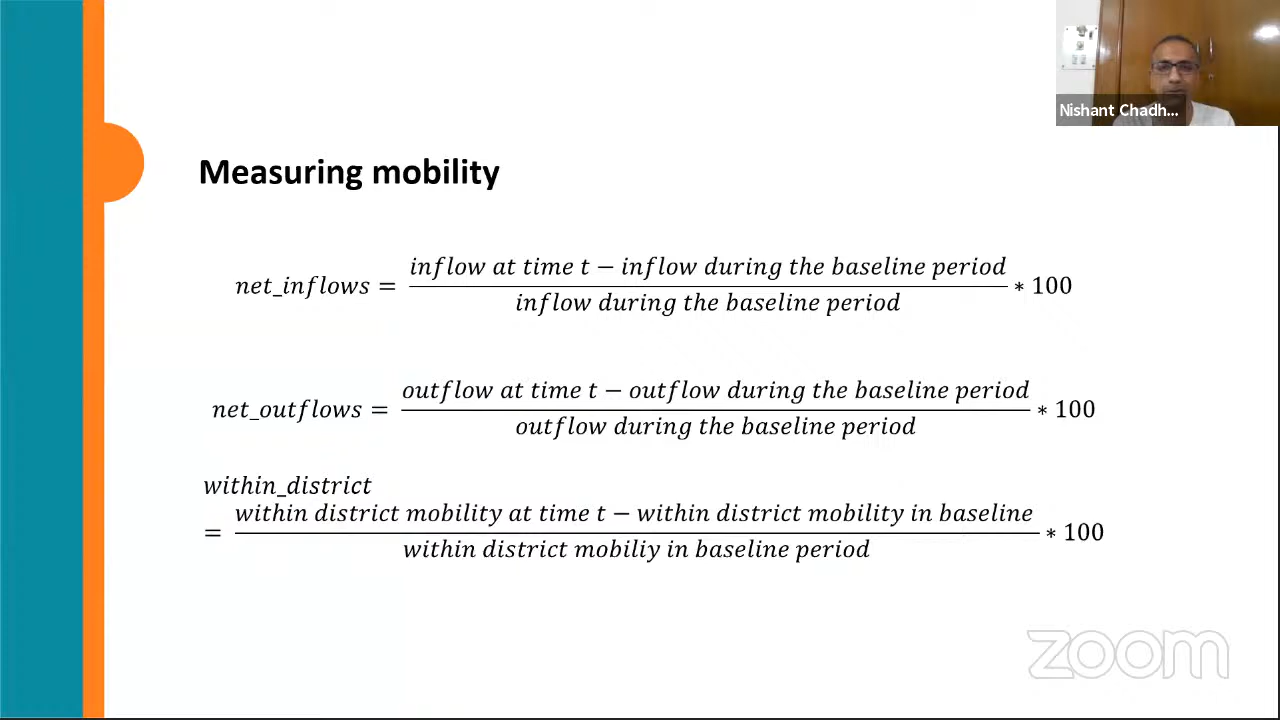 Nishant Chadh...
Measuring mobility
net_inflows = (inflow at time t − inflow during the baseline period) / (inflow during the baseline period) ∗ 100
net_outflows = (outflow at time t − outflow during the baseline period) / (outflow during the baseline period) ∗ 100
within_district
= (within district mobility at time t − within district mobility in baseline) / (within district mobiliy in baseline period) ∗ 100
zoom